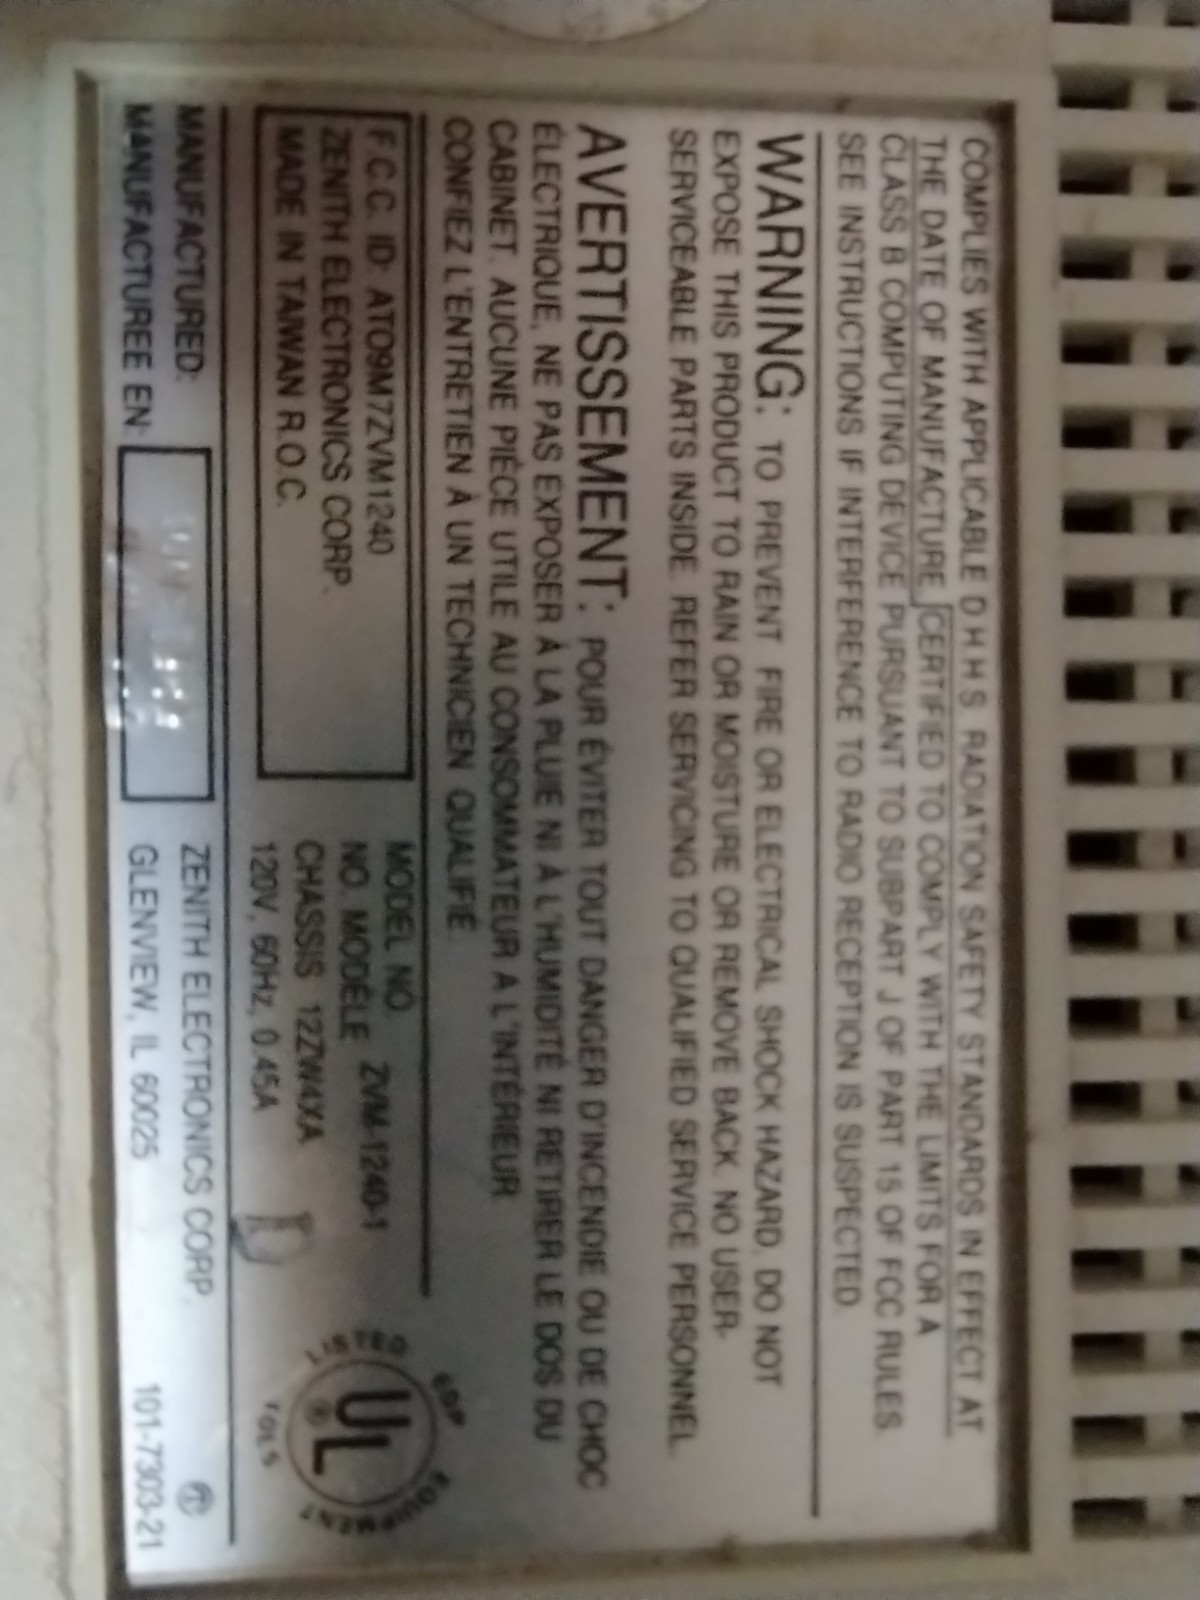 COMPLIES WITH APPLICABLE D H H S RADIATION SAFETY STANDARDS IN EFFECT AT
THE DATE OF MANUFACTURE. CERTIFIED TO COMPLY WITH THE LIMITS FOR A
CLASS B COMPUTING DEVICE PURSUANT TO SUBPART J OF PART 15 OF FCC RULES.
SEE INSTRUCTIONS IF INTERFERENCE TO RADIO RECEPTION IS SUSPECTED.
WARNING: TO PREVENT FIRE OR ELECTRICAL SHOCK HAZARD, DO NOT
EXPOSE THIS PRODUCT TO RAIN OR MOISTURE OR REMOVE BACK. NO USER-
SERVICEABLE PARTS INSIDE. REFER SERVICING TO QUALIFIED SERVICE PERSONNEL.
AVERTISSEMENT: POUR ÉVITER TOUT DANGER D'INCENDIE OU DE CHOC
ÉLECTRIQUE, NE PAS EXPOSER À LA PLUIE NI À L'HUMIDITÉ NI RETIRER LE DOS DU
CABINET. AUCUNE PIÈCE UTILE AU CONSOMMATEUR A L'INTÉRIEUR
CONFIEZ L'ENTRETIEN À UN TECHNICIEN QUALIFIÉ
F.C.C. ID: ATO9M7ZVM1240
ZENITH ELECTRONICS CORP.
MADE IN TAIWAN R.O.C.
MODEL NO
NO. MODÈLE ZVM-1240-1
CHASSIS 12ZW4XA
120V, 60Hz, 0.45A
LISTED
UL ®
EDP EQUIPMENT
MANUFACTURED:
MANUFACTUREE EN:
ZENITH ELECTRONICS CORP.
GLENVIEW, IL 60025
101-7303-21